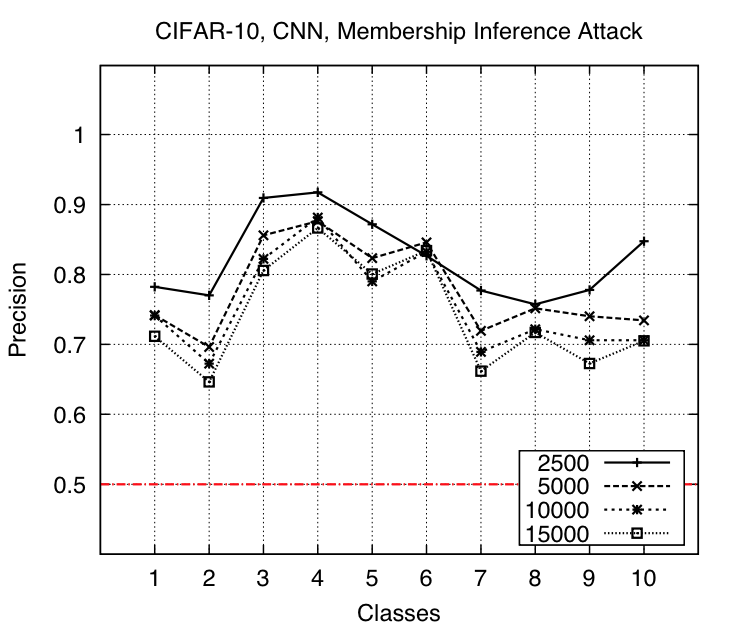 CIFAR-10, CNN, Membership Inference Attack
1
0.9
0.8
0.7
0.6
0.5
Precision
2500
5000
10000
15000
1 2 3 4 5 6 7 8 9 10
Classes